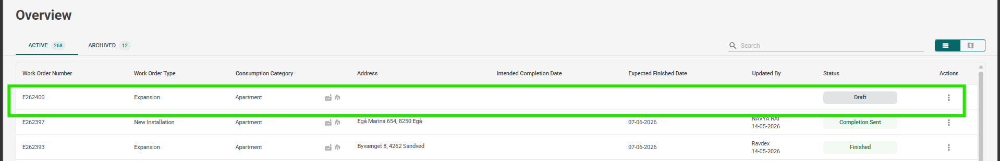 Overview
ACTIVE 268 ARCHIVED 12 Search
Work Order Number Work Order Type Consumption Category Address Intended Completion Date Expected Finished Date Updated By Status Actions
E262400 Expansion Apartment Draft
E262397 New Installation Apartment Egå Marina 654, 8250 Egå 07-06-2026 NAVYA RAI 14-05-2026 Completion Sent
E262393 Expansion Apartment Byvænget 8, 4262 Sandved 07-06-2026 Ravdex 14-05-2026 Finished